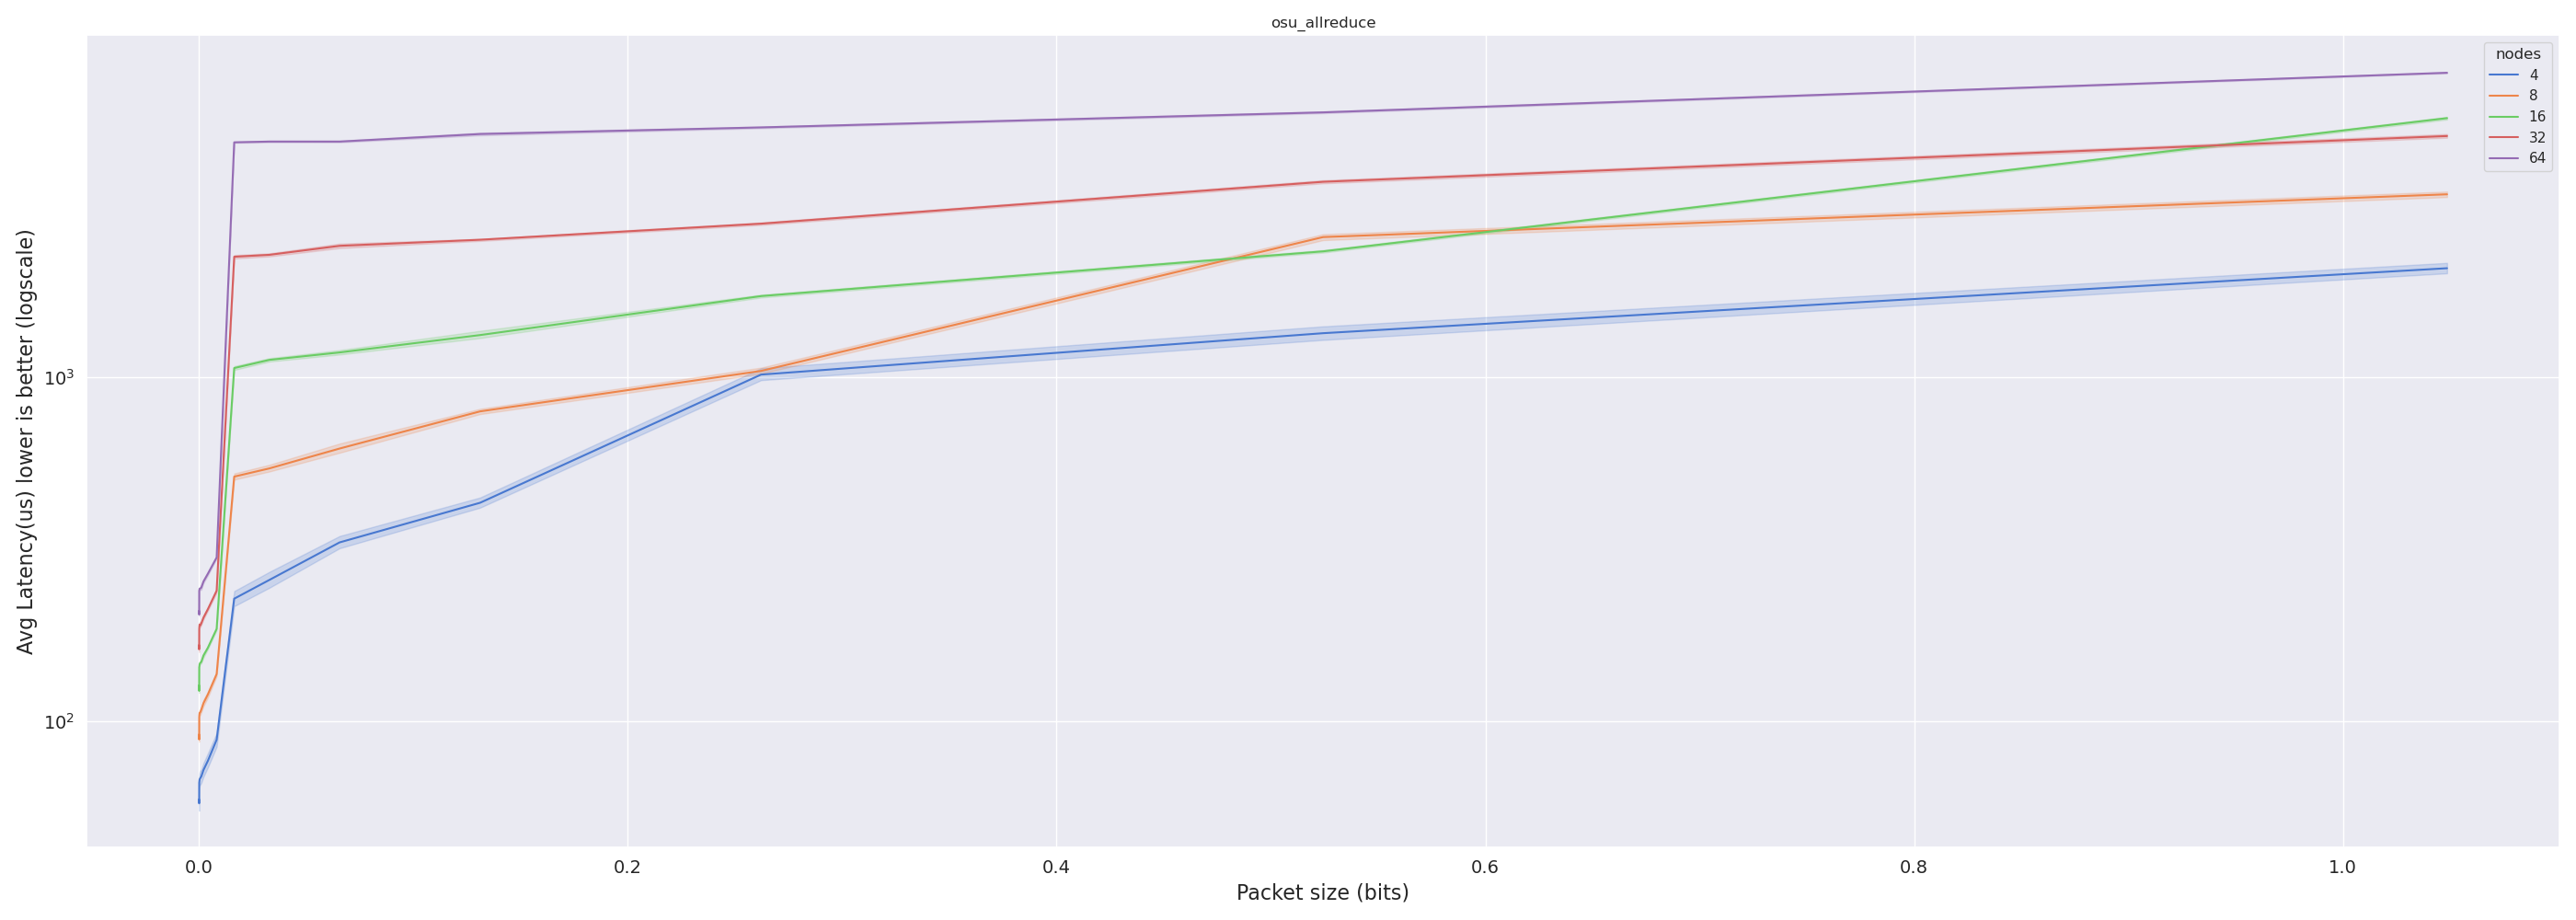 osu_allreduce
nodes
4
8
16
32
64
Avg Latency(us) lower is better (logscale)
10³
10²
0.0 0.2 0.4 0.6 0.8 1.0
Packet size (bits)